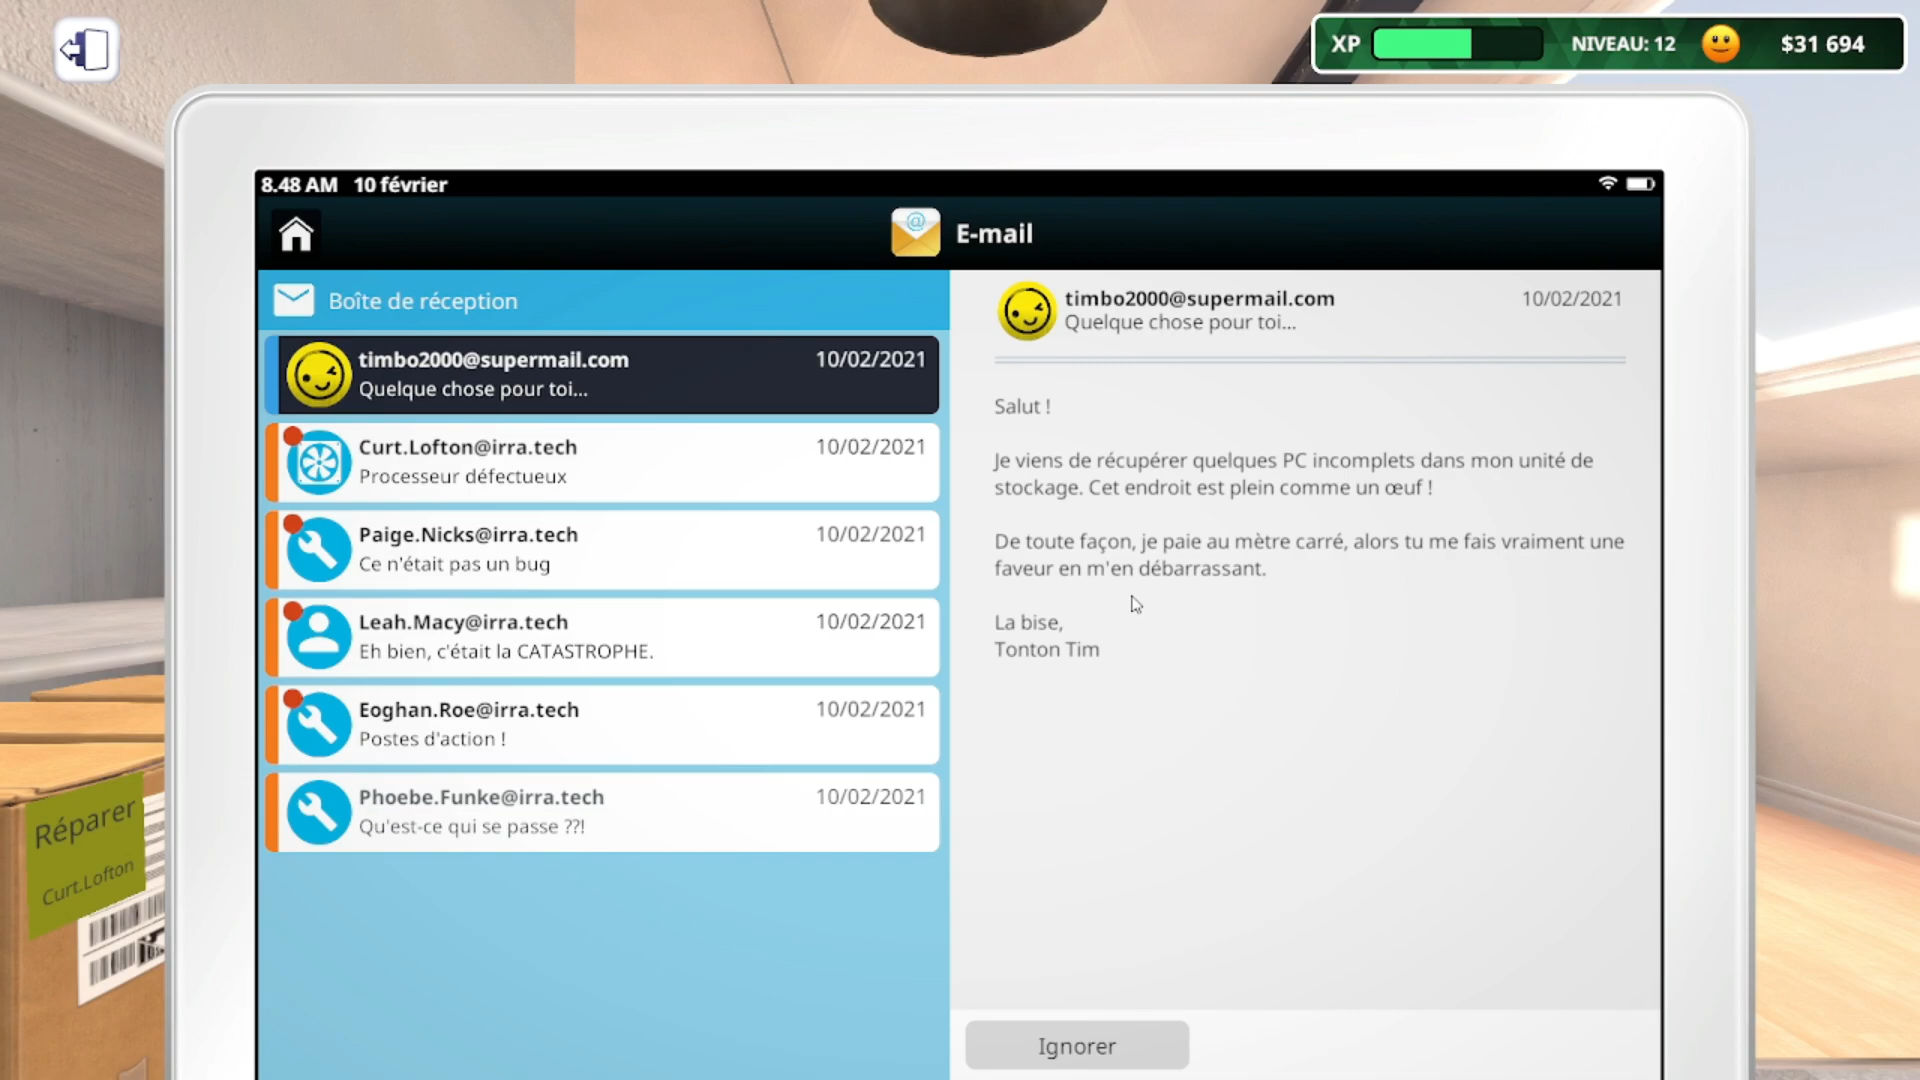 XP
NIVEAU: 12
$31 694
8.48 AM 10 février
E-mail
Boîte de réception
timbo2000@supermail.com 10/02/2021
Quelque chose pour toi...
Curt.Lofton@irra.tech 10/02/2021
Processeur défectueux
Paige.Nicks@irra.tech 10/02/2021
Ce n'était pas un bug
Leah.Macy@irra.tech 10/02/2021
Eh bien, c'était la CATASTROPHE.
Eoghan.Roe@irra.tech 10/02/2021
Postes d'action !
Phoebe.Funke@irra.tech 10/02/2021
Qu'est-ce qui se passe ??!
timbo2000@supermail.com 10/02/2021
Quelque chose pour toi...
Salut !
Je viens de récupérer quelques PC incomplets dans mon unité de
stockage. Cet endroit est plein comme un œuf !
De toute façon, je paie au mètre carré, alors tu me fais vraiment une
faveur en m'en débarrassant.
La bise,
Tonton Tim
Ignorer
Réparer
Curt.Lofton